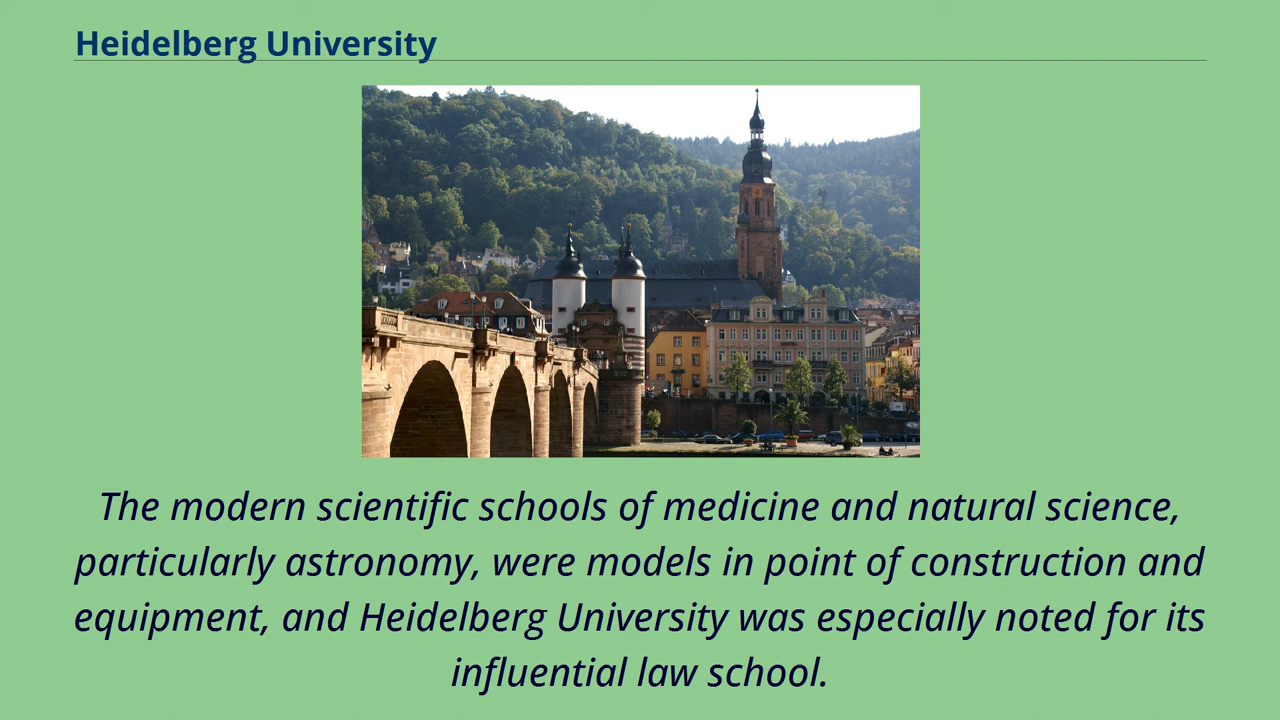 Heidelberg University
The modern scientific schools of medicine and natural science,
particularly astronomy, were models in point of construction and
equipment, and Heidelberg University was especially noted for its
influential law school.